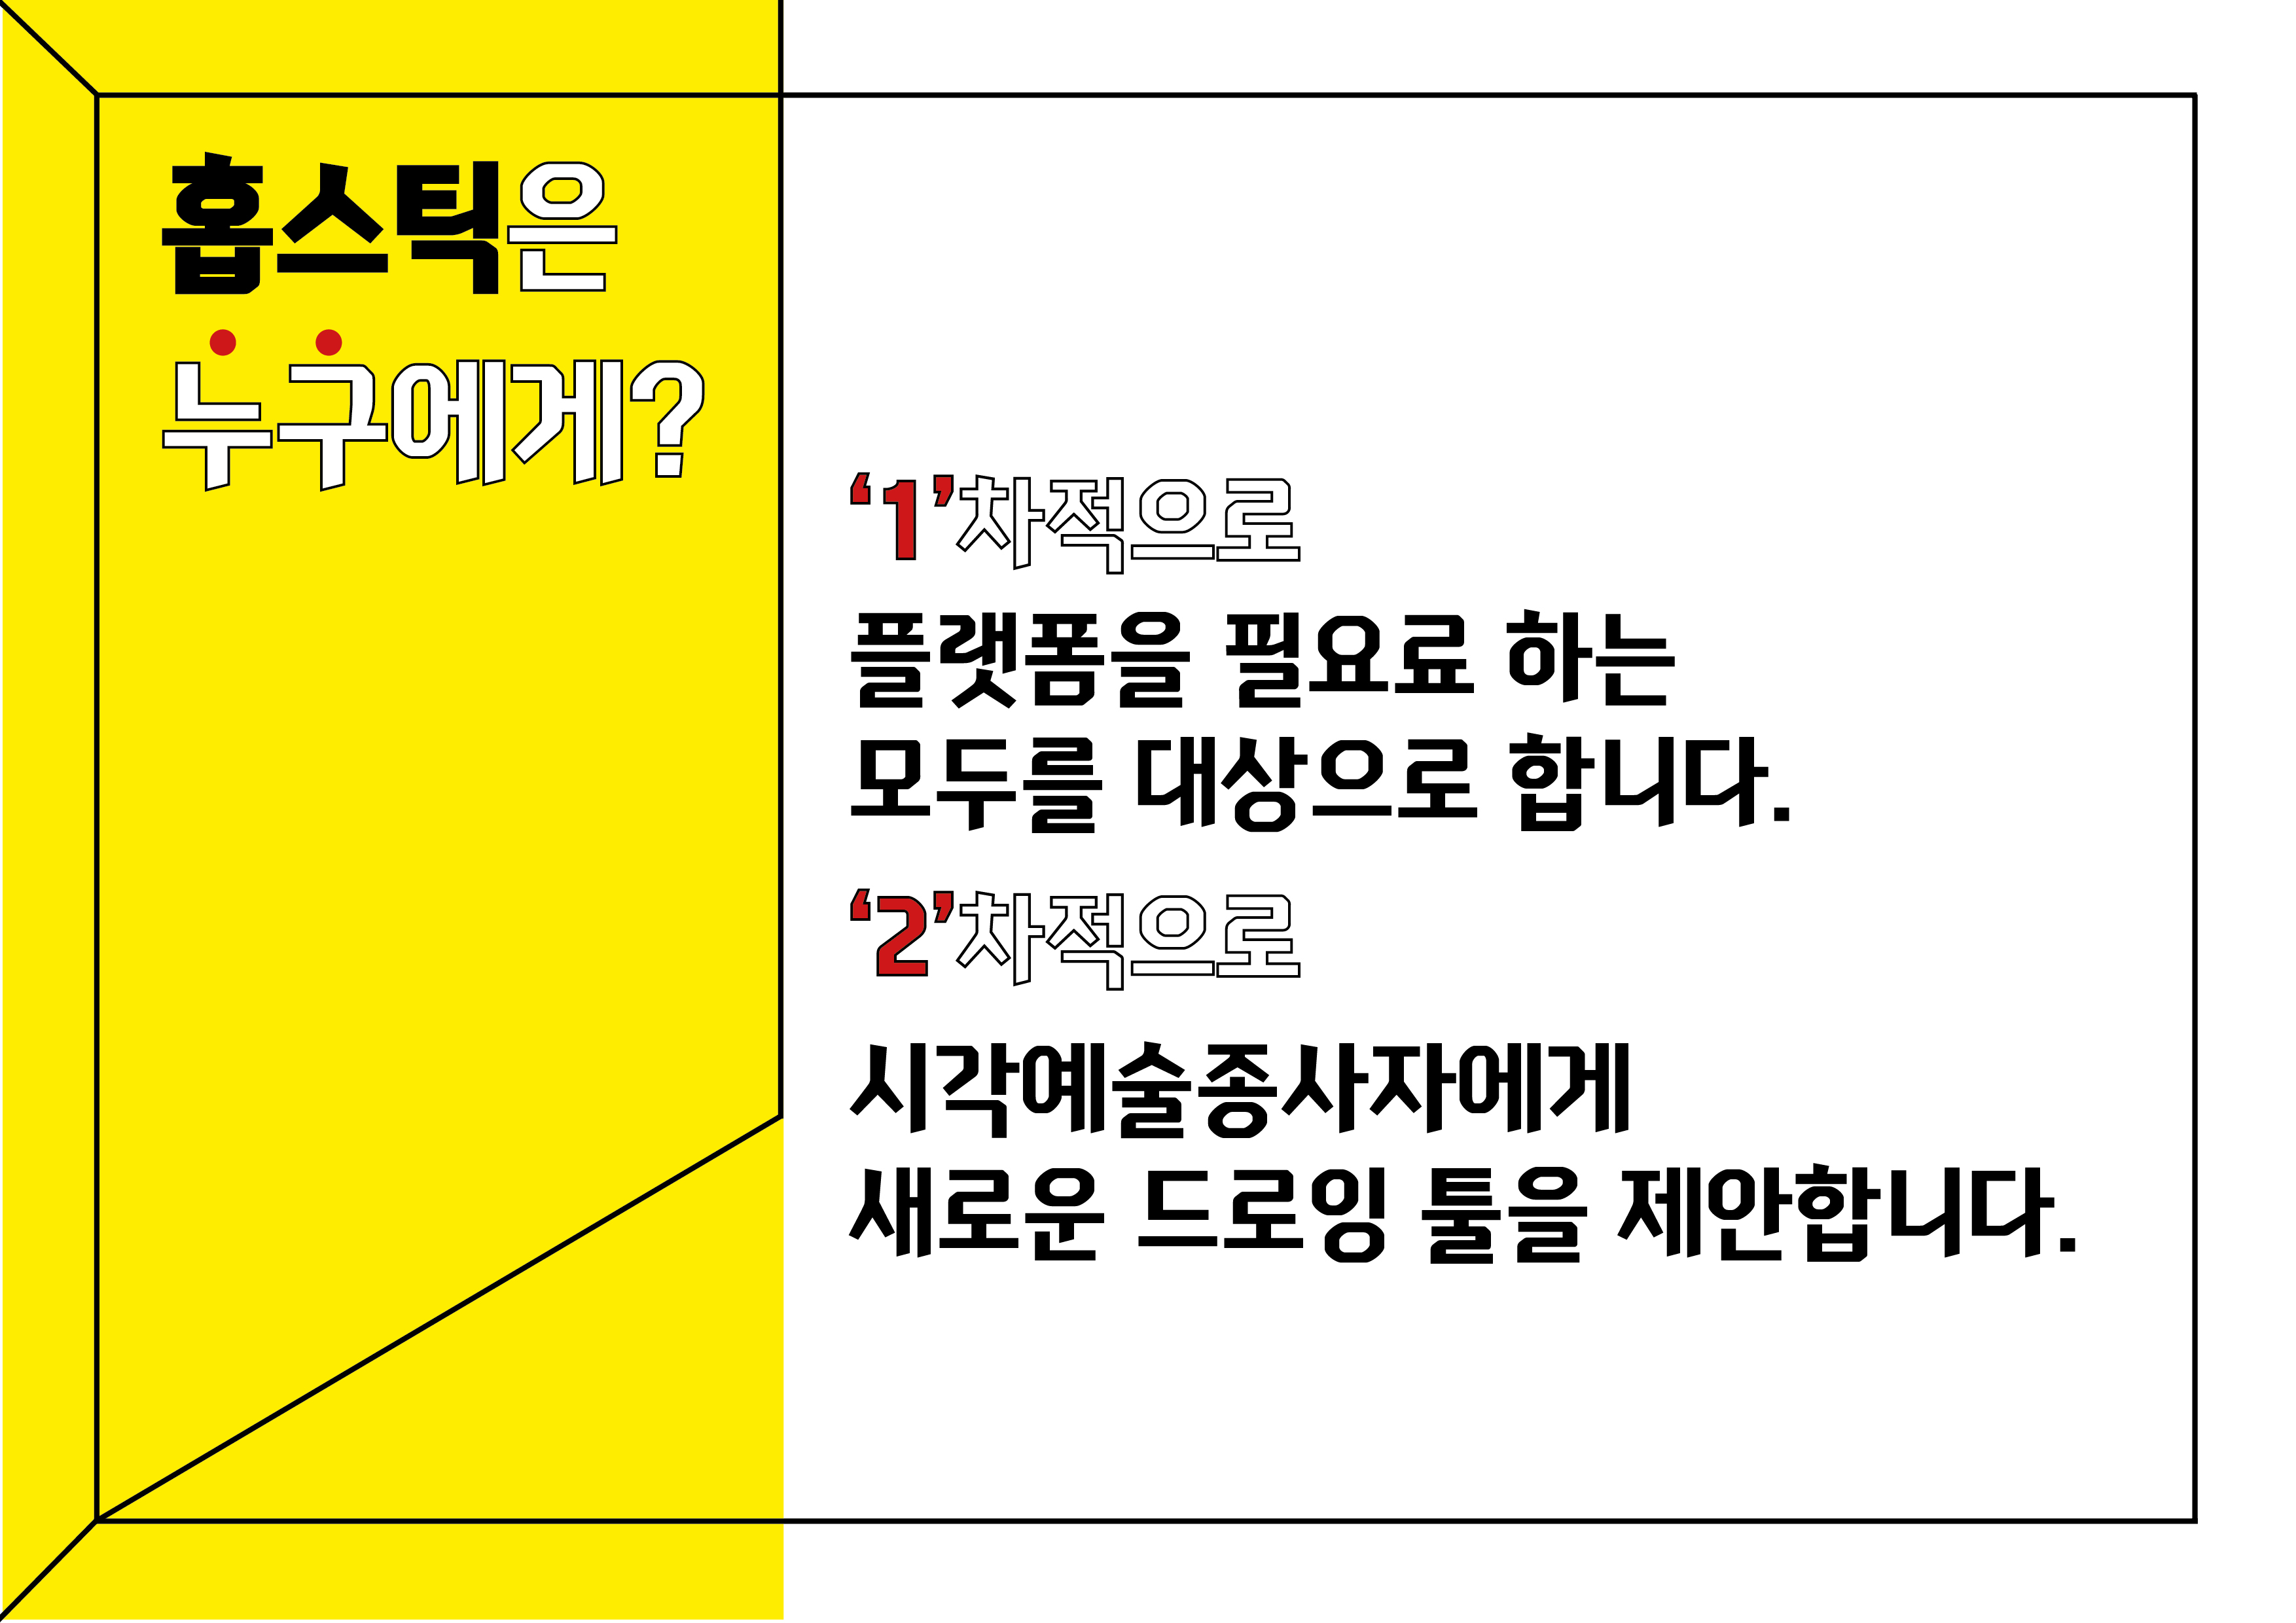 홉스틱은
누구에게?
‘1’차적으로
플랫폼을 필요료 하는
모두를 대상으로 합니다.
‘2’차적으로
시각예술종사자에게
새로운 드로잉 툴을 제안합니다.